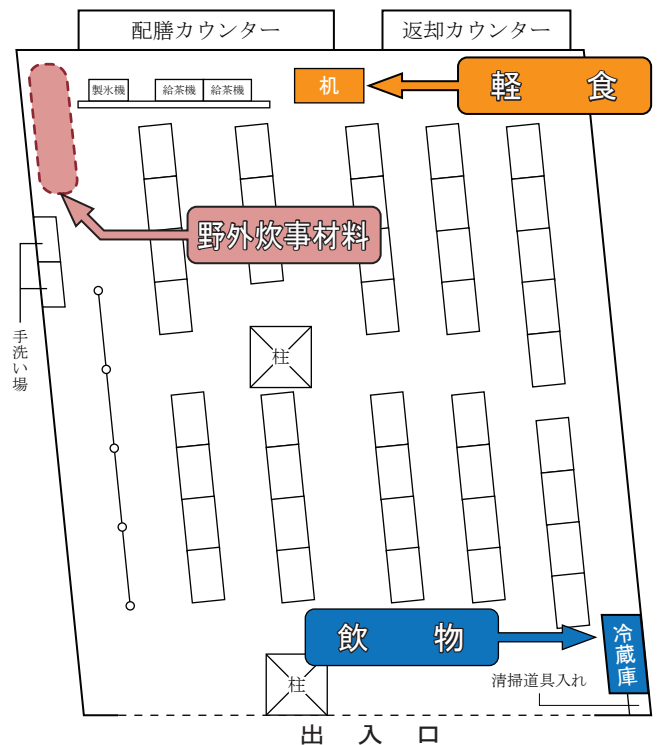 配膳カウンター
返却カウンター
製氷機
給茶機
給茶機
机
軽　食
野外炊事材料
手洗い場
柱
飲　物
冷蔵庫
清掃道具入れ
柱
出 入 口